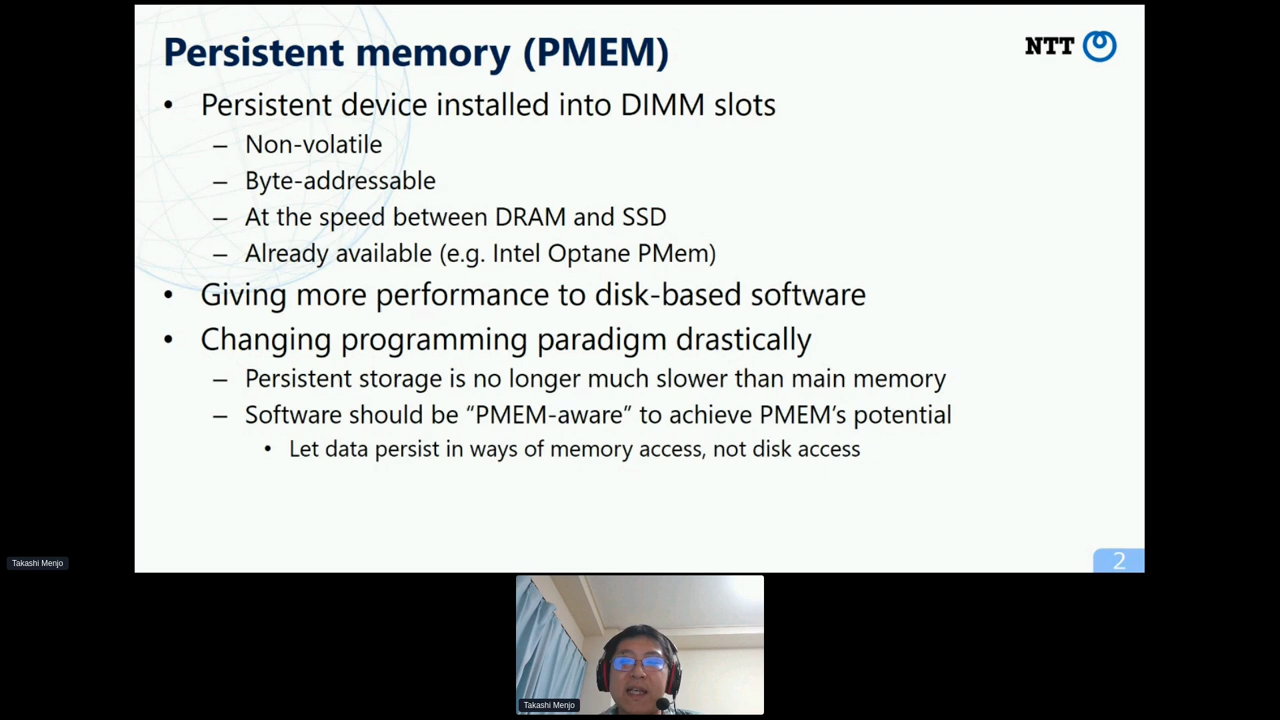 Persistent memory (PMEM)
NTT
• Persistent device installed into DIMM slots
– Non-volatile
– Byte-addressable
– At the speed between DRAM and SSD
– Already available (e.g. Intel Optane PMem)
• Giving more performance to disk-based software
• Changing programming paradigm drastically
– Persistent storage is no longer much slower than main memory
– Software should be “PMEM-aware” to achieve PMEM’s potential
• Let data persist in ways of memory access, not disk access
2
Takashi Menjo
Takashi Menjo